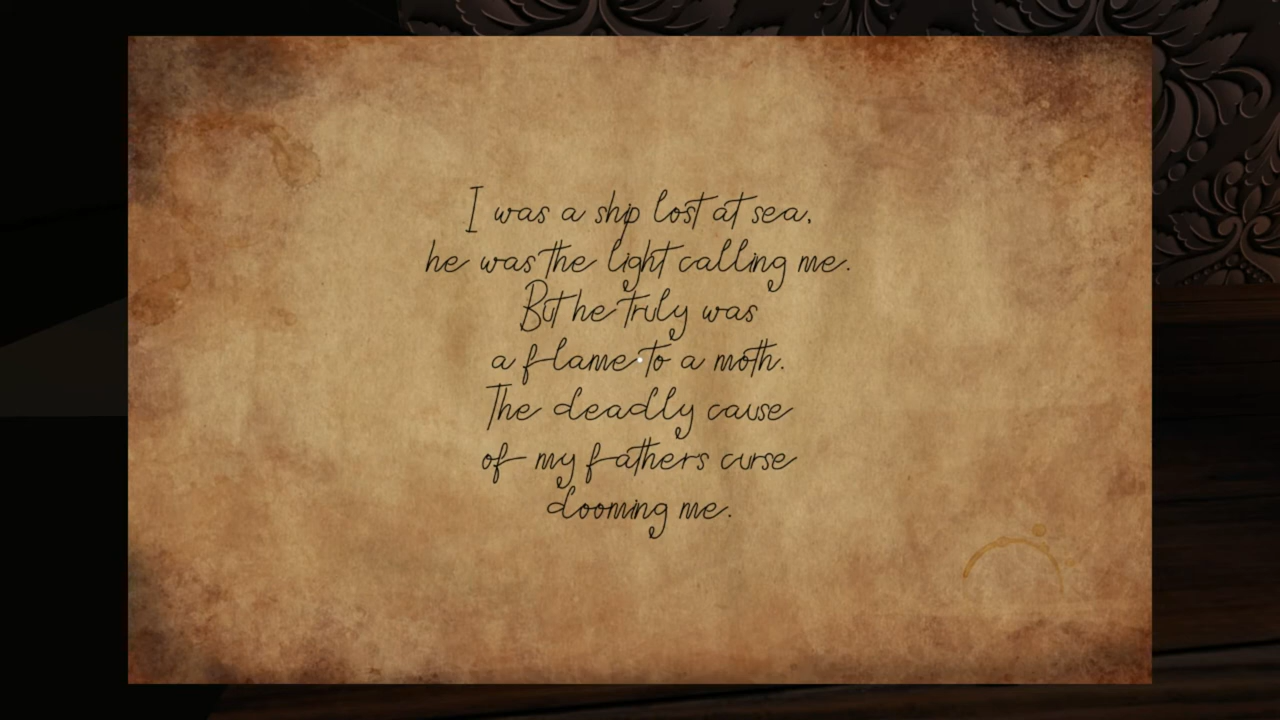 I was a ship lost at sea,
he was the light calling me.
But he truly was
a flame to a moth.
The deadly cause
of my fathers curse
dooming me.